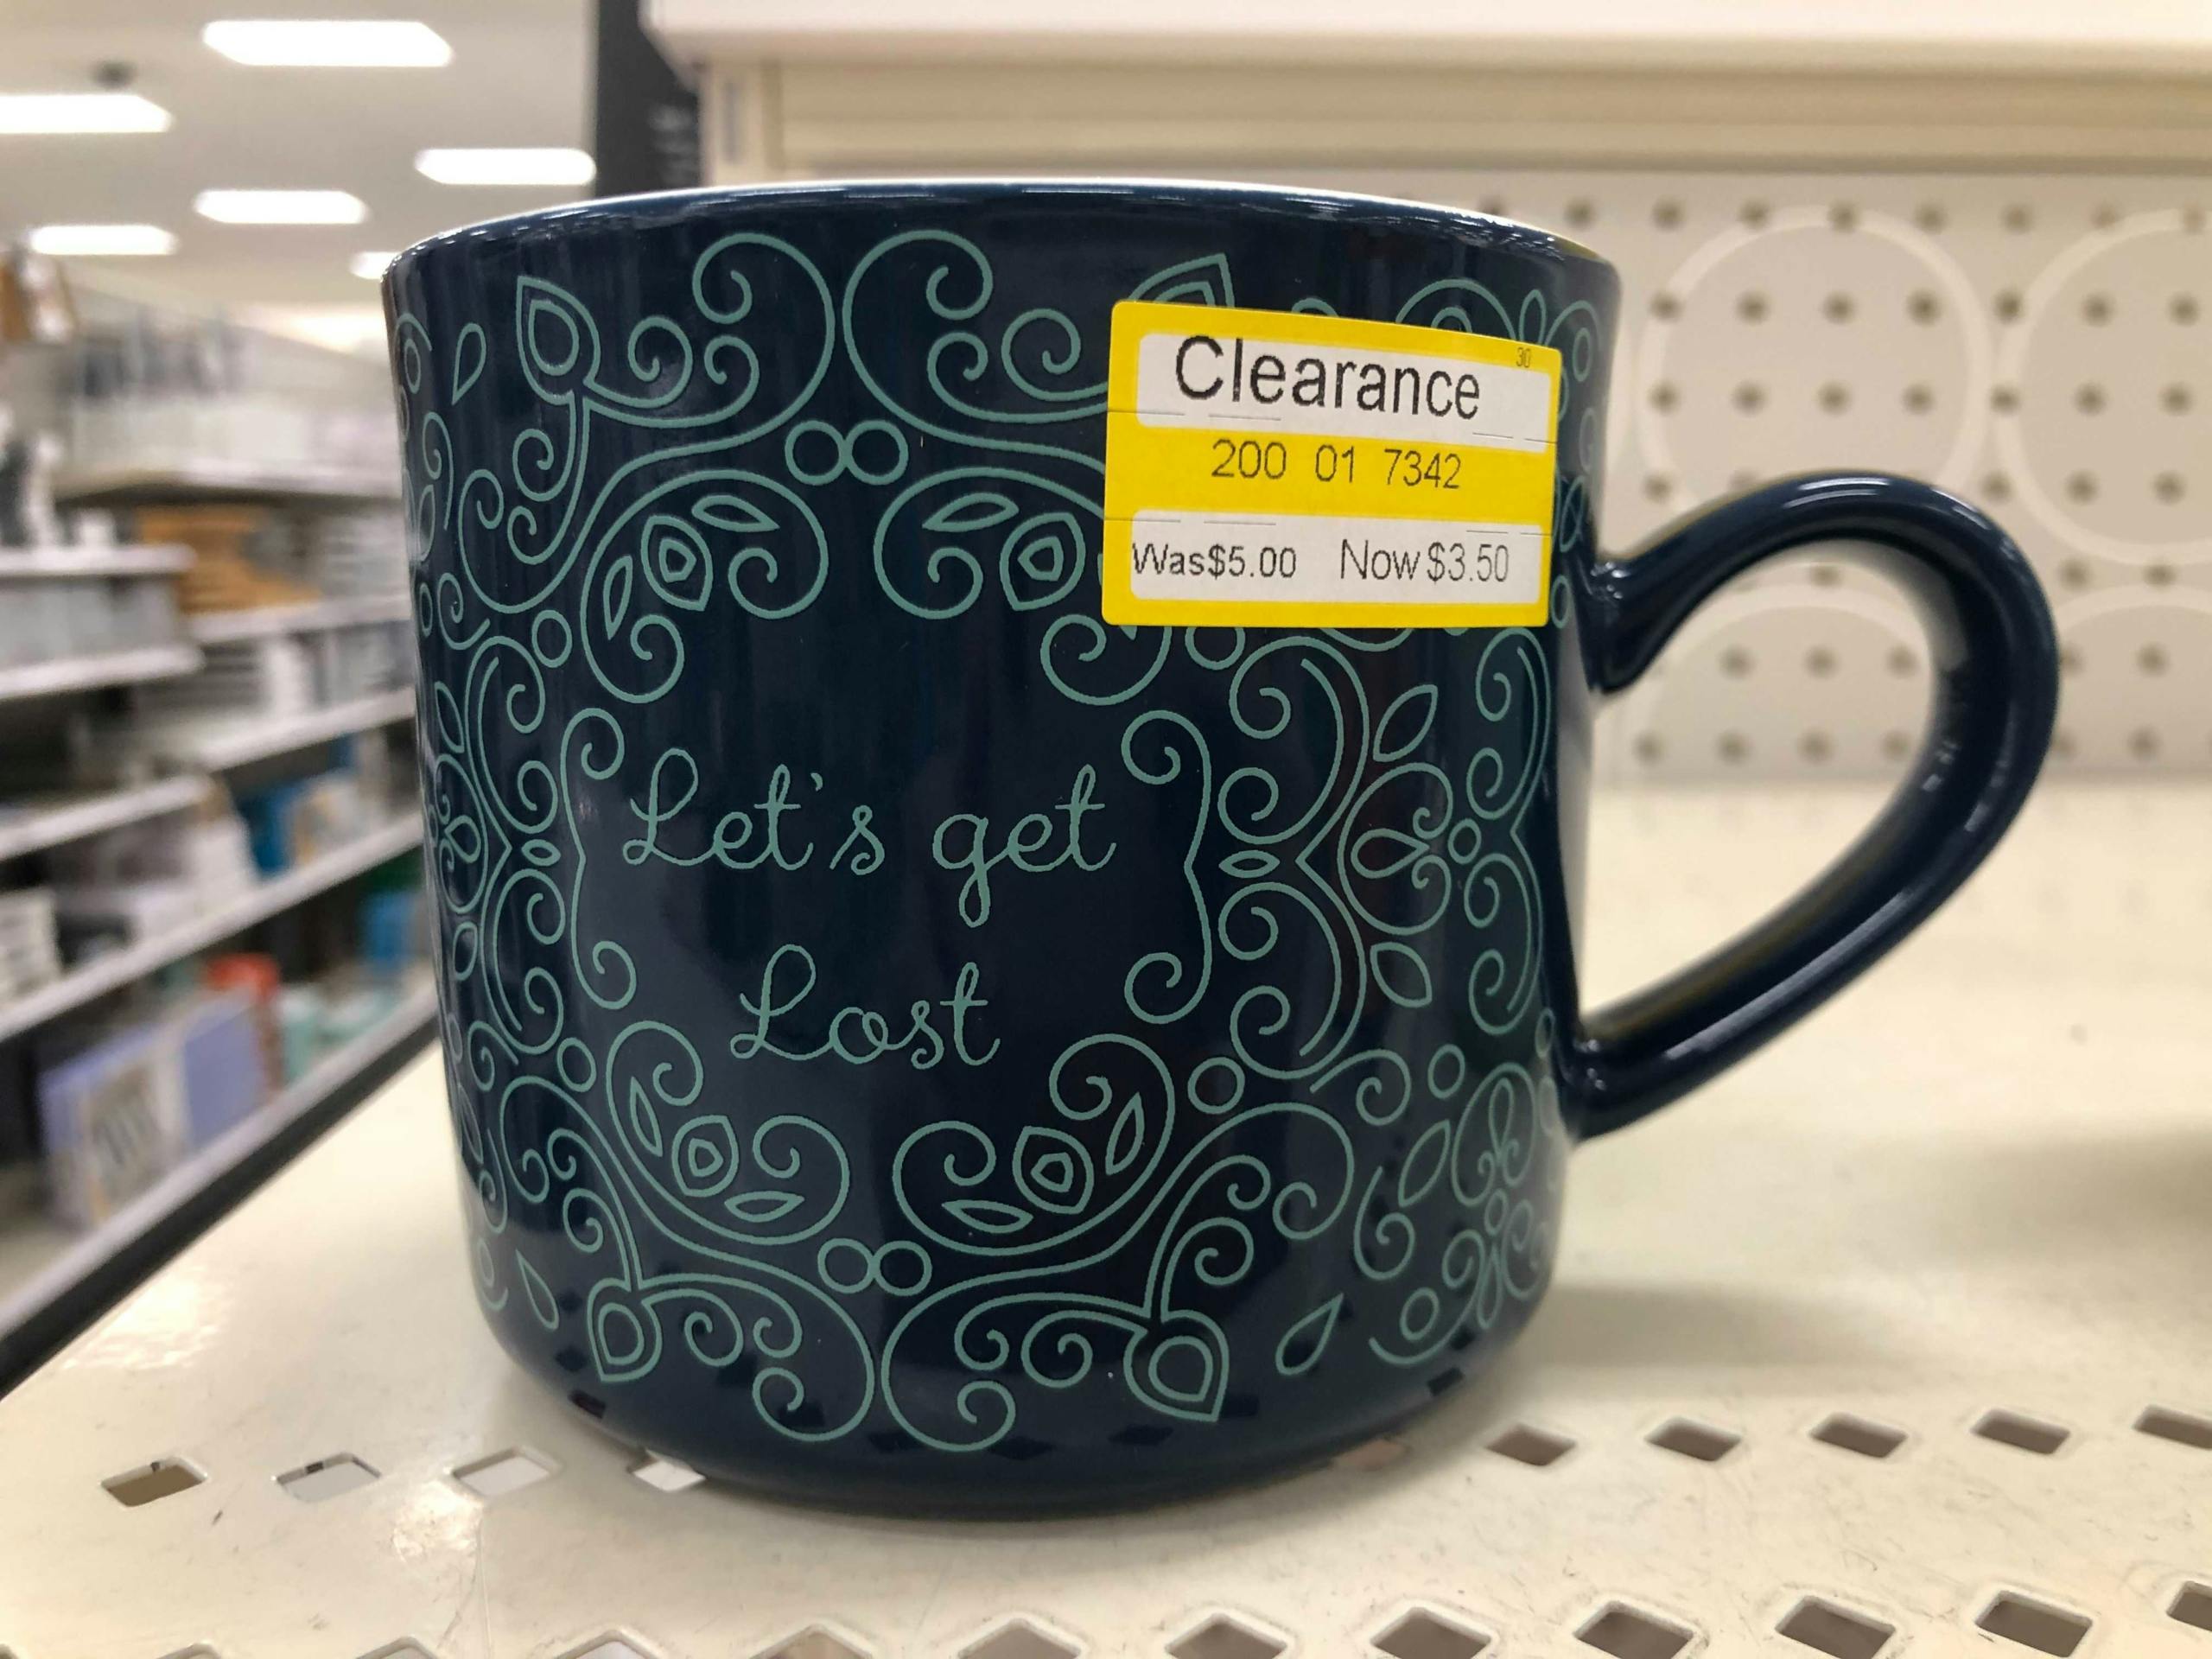 Clearance 30
200 01 7342
Was$5.00 Now$3.50
Let's get
Lost